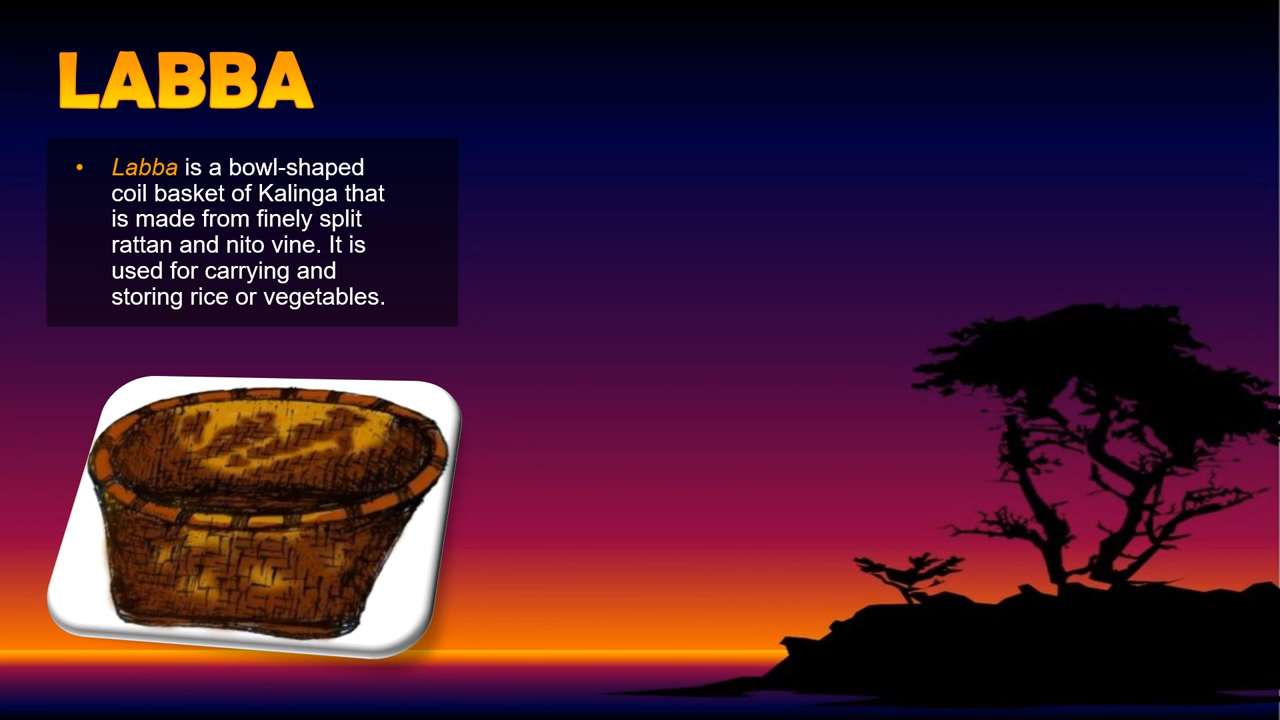 LABBA
• Labba is a bowl-shaped
coil basket of Kalinga that
is made from finely split
rattan and nito vine. It is
used for carrying and
storing rice or vegetables.